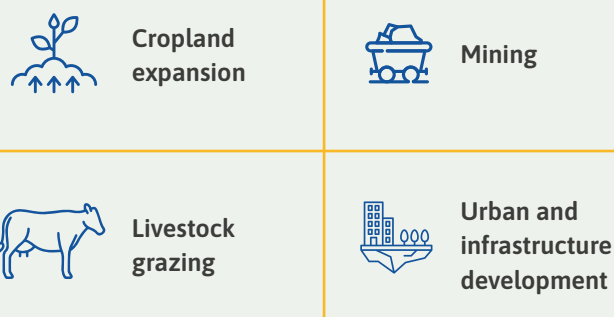 Cropland
expansion
Mining
Livestock
grazing
Urban and
infrastructure
development